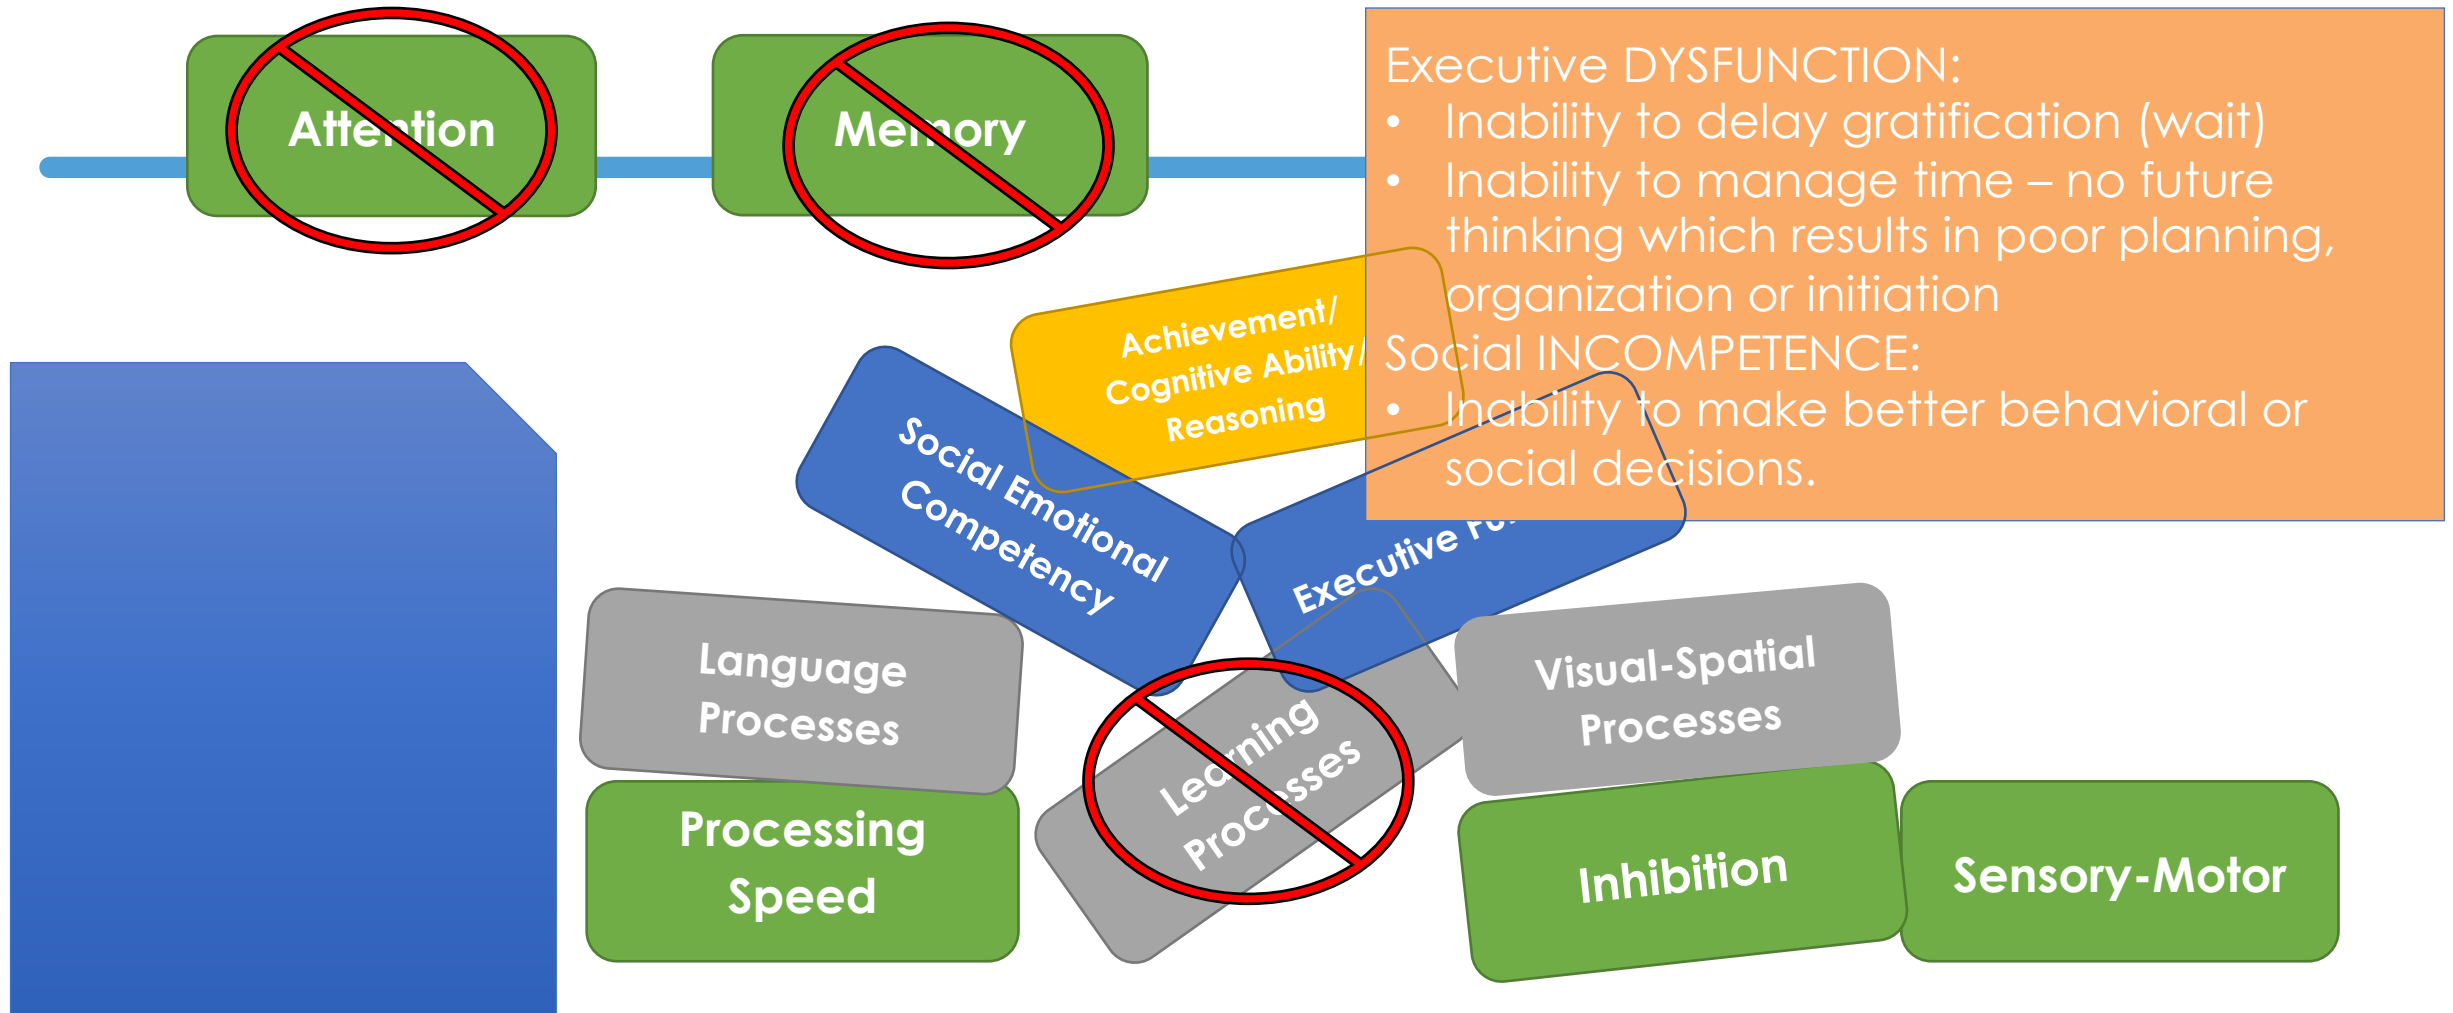 Attention
Memory
Executive DYSFUNCTION:
• Inability to delay gratification (wait)
• Inability to manage time – no future
thinking which results in poor planning,
organization or initiation
Social INCOMPETENCE:
• Inability to make better behavioral or
social decisions.
Achievement/
Cognitive Ability/
Reasoning
Social Emotional
Competency
Executive
Language
Processes
Learning
Processes
Visual-Spatial
Processes
Processing
Speed
Inhibition
Sensory-Motor